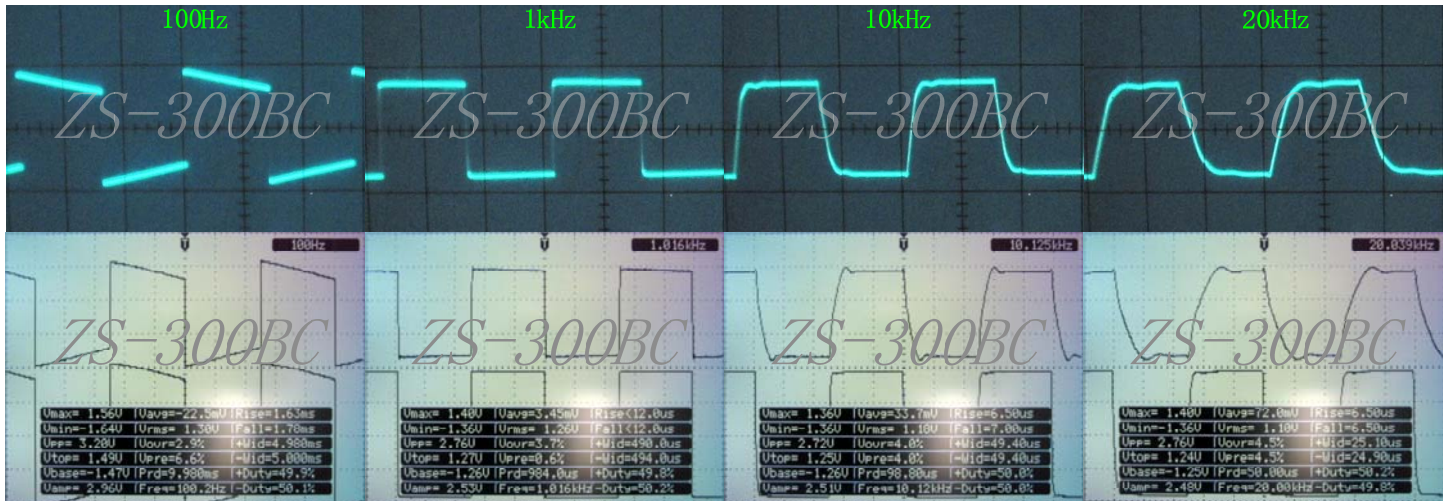 100Hz
1kHz
10kHz
20kHz
ZS-300BC
ZS-300BC
ZS-300BC
ZS-300BC
100Hz
1.016kHz
10.125kHz
20.039kHz
ZS-300BC
ZS-300BC
ZS-300BC
ZS-300BC
Vmax= 1.56V Vavg=-22.5mV Rise=1.63ms
Vmin=-1.64V Vrms= 1.30V Fall=1.78ms
Vpp= 3.20V Vovr=2.9% +Wid=4.980ms
Vtop= 1.49V Vpre=6.6% -Wid=5.000ms
Vbase=-1.47V Prd=9.980ms +Duty=49.9%
Vamp= 2.96V Freq=100.2Hz -Duty=50.1%
Vmax= 1.40V Vavg=3.45mV Rise<12.0us
Vmin=-1.36V Vrms= 1.26V Fall<12.0us
Vpp= 2.76V Vovr=3.7% +Wid=490.0us
Vtop= 1.27V Vpre=0.6% -Wid=494.0us
Vbase=-1.26V Prd=984.0us +Duty=49.8%
Vamp= 2.53V Freq=1.016kHz -Duty=50.2%
Vmax= 1.36V Vavg=33.7mV Rise=6.50us
Vmin=-1.36V Vrms= 1.18V Fall=7.00us
Vpp= 2.72V Vovr=4.0% +Wid=49.40us
Vtop= 1.25V Vpre=4.0% -Wid=49.40us
Vbase=-1.26V Prd=98.80us +Duty=50.0%
Vamp= 2.51V Freq=10.12kHz -Duty=50.0%
Vmax= 1.40V Vavg=72.0mV Rise=6.50us
Vmin=-1.36V Vrms= 1.10V Fall=6.50us
Vpp= 2.76V Vovr=4.5% +Wid=25.10us
Vtop= 1.24V Vpre=4.5% -Wid=24.90us
Vbase=-1.25V Prd=50.00us +Duty=50.2%
Vamp= 2.48V Freq=20.00kHz -Duty=49.8%